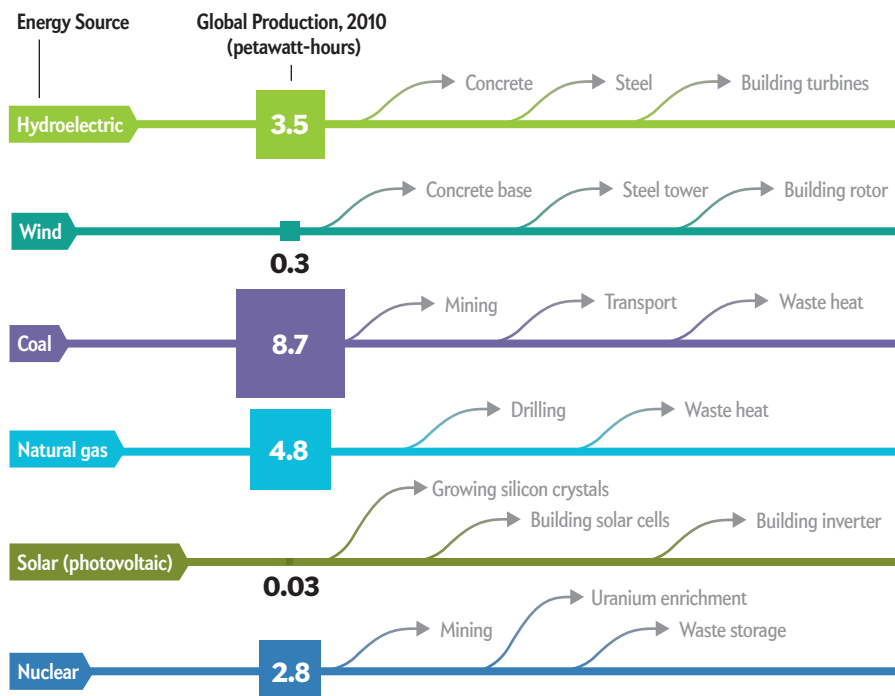 Energy Source
Global Production, 2010
(petawatt-hours)
Concrete
Steel
Building turbines
Hydroelectric
3.5
Concrete base
Steel tower
Building rotor
Wind
0.3
Mining
Transport
Waste heat
Coal
8.7
Drilling
Waste heat
Natural gas
4.8
Growing silicon crystals
Building solar cells
Building inverter
Solar (photovoltaic)
0.03
Uranium enrichment
Mining
Waste storage
Nuclear
2.8